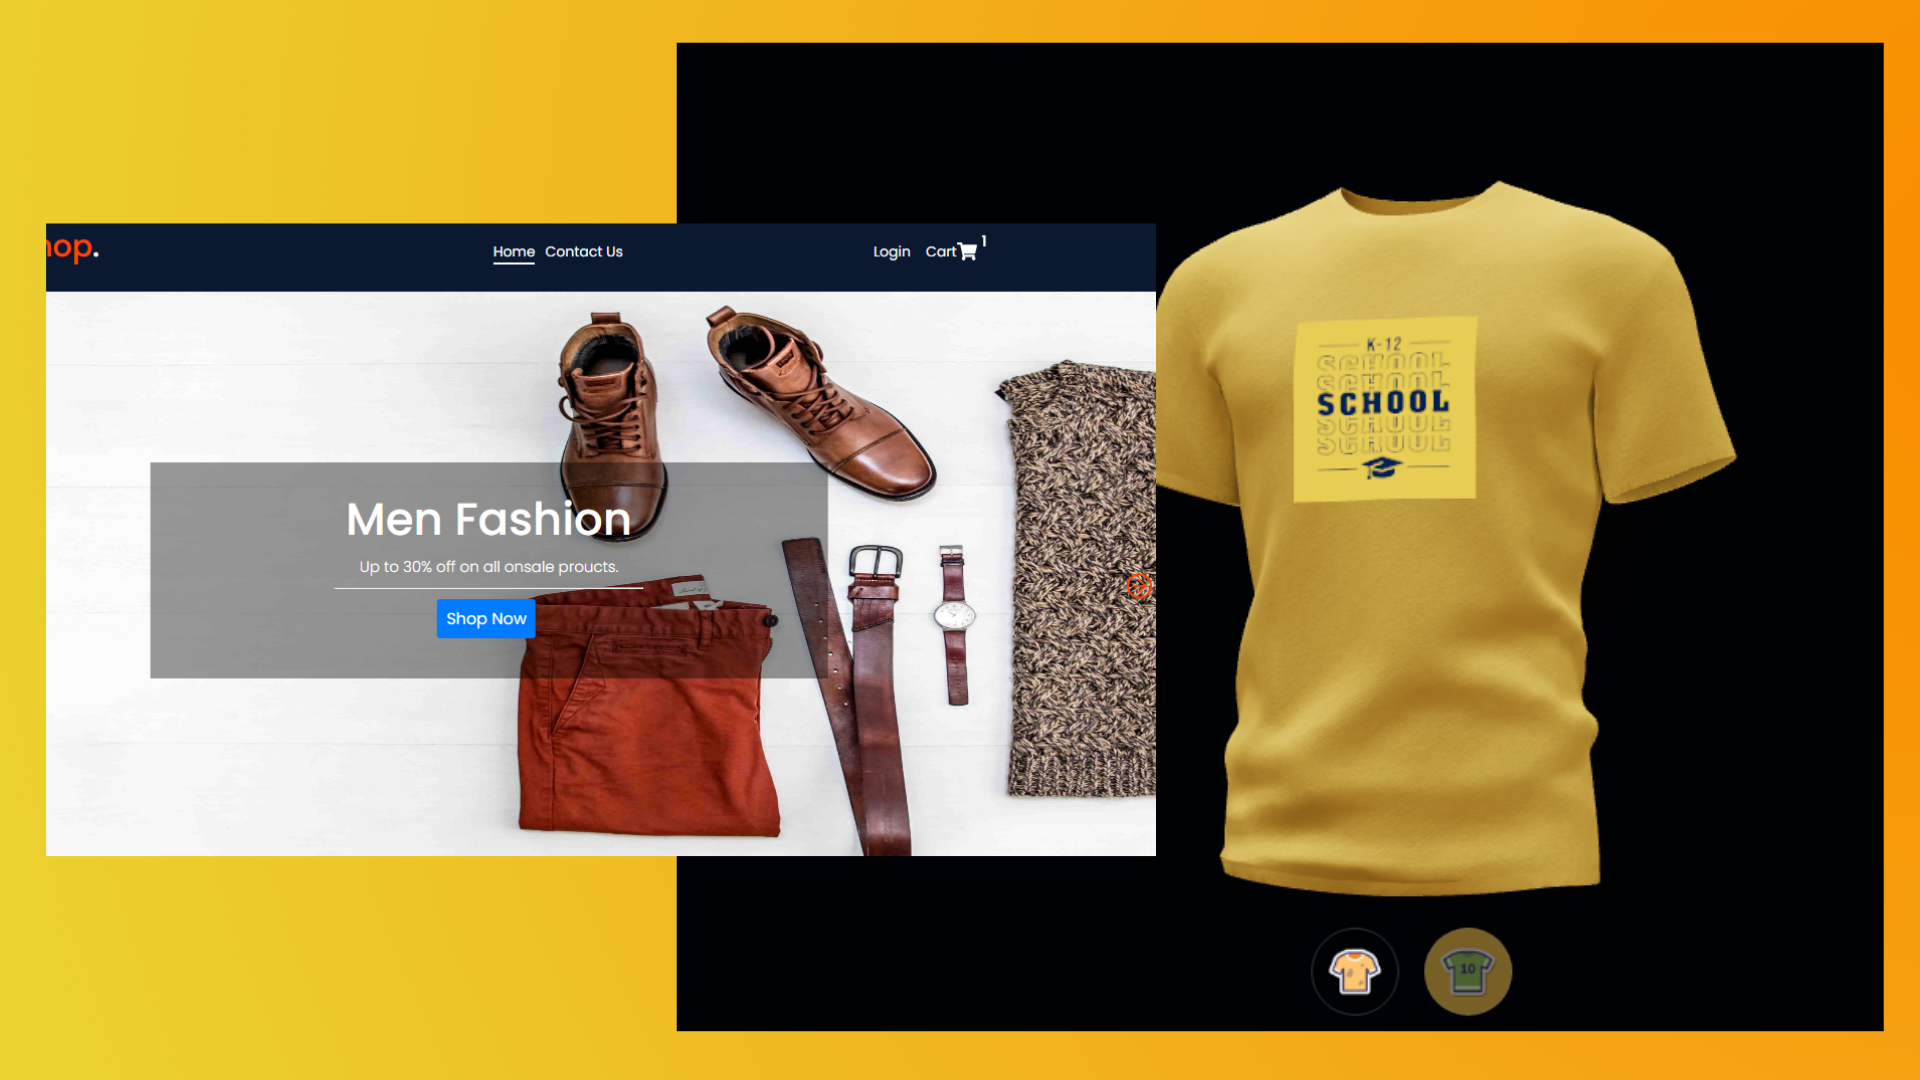 hop.
Home Contact Us
Login Cart 1
Men Fashion
Up to 30% off on all onsale proucts.
Shop Now
K-12
SCHOOL
SCHOOL
SCHOOL
SCHOOL
SCHOOL
10